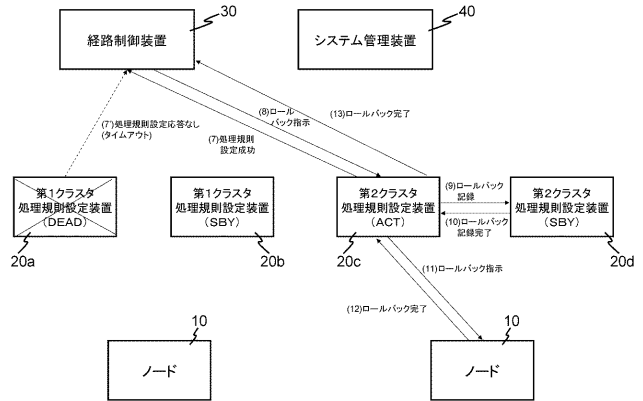 30
経路制御装置
40
システム管理装置
(8)ロール
バック指示
(13)ロールバック完了
(7')処理規則設定応答なし
(タイムアウト)
(7)処理規則
設定成功
第1クラスタ
処理規則設定装置
(DEAD)
20a
第1クラスタ
処理規則設定装置
(SBY)
20b
第2クラスタ
処理規則設定装置
(ACT)
20c
(9)ロールバック
記録
(10)ロールバック
記録完了
第2クラスタ
処理規則設定装置
(SBY)
20d
(11)ロールバック指示
(12)ロールバック完了
10
ノード
10
ノード